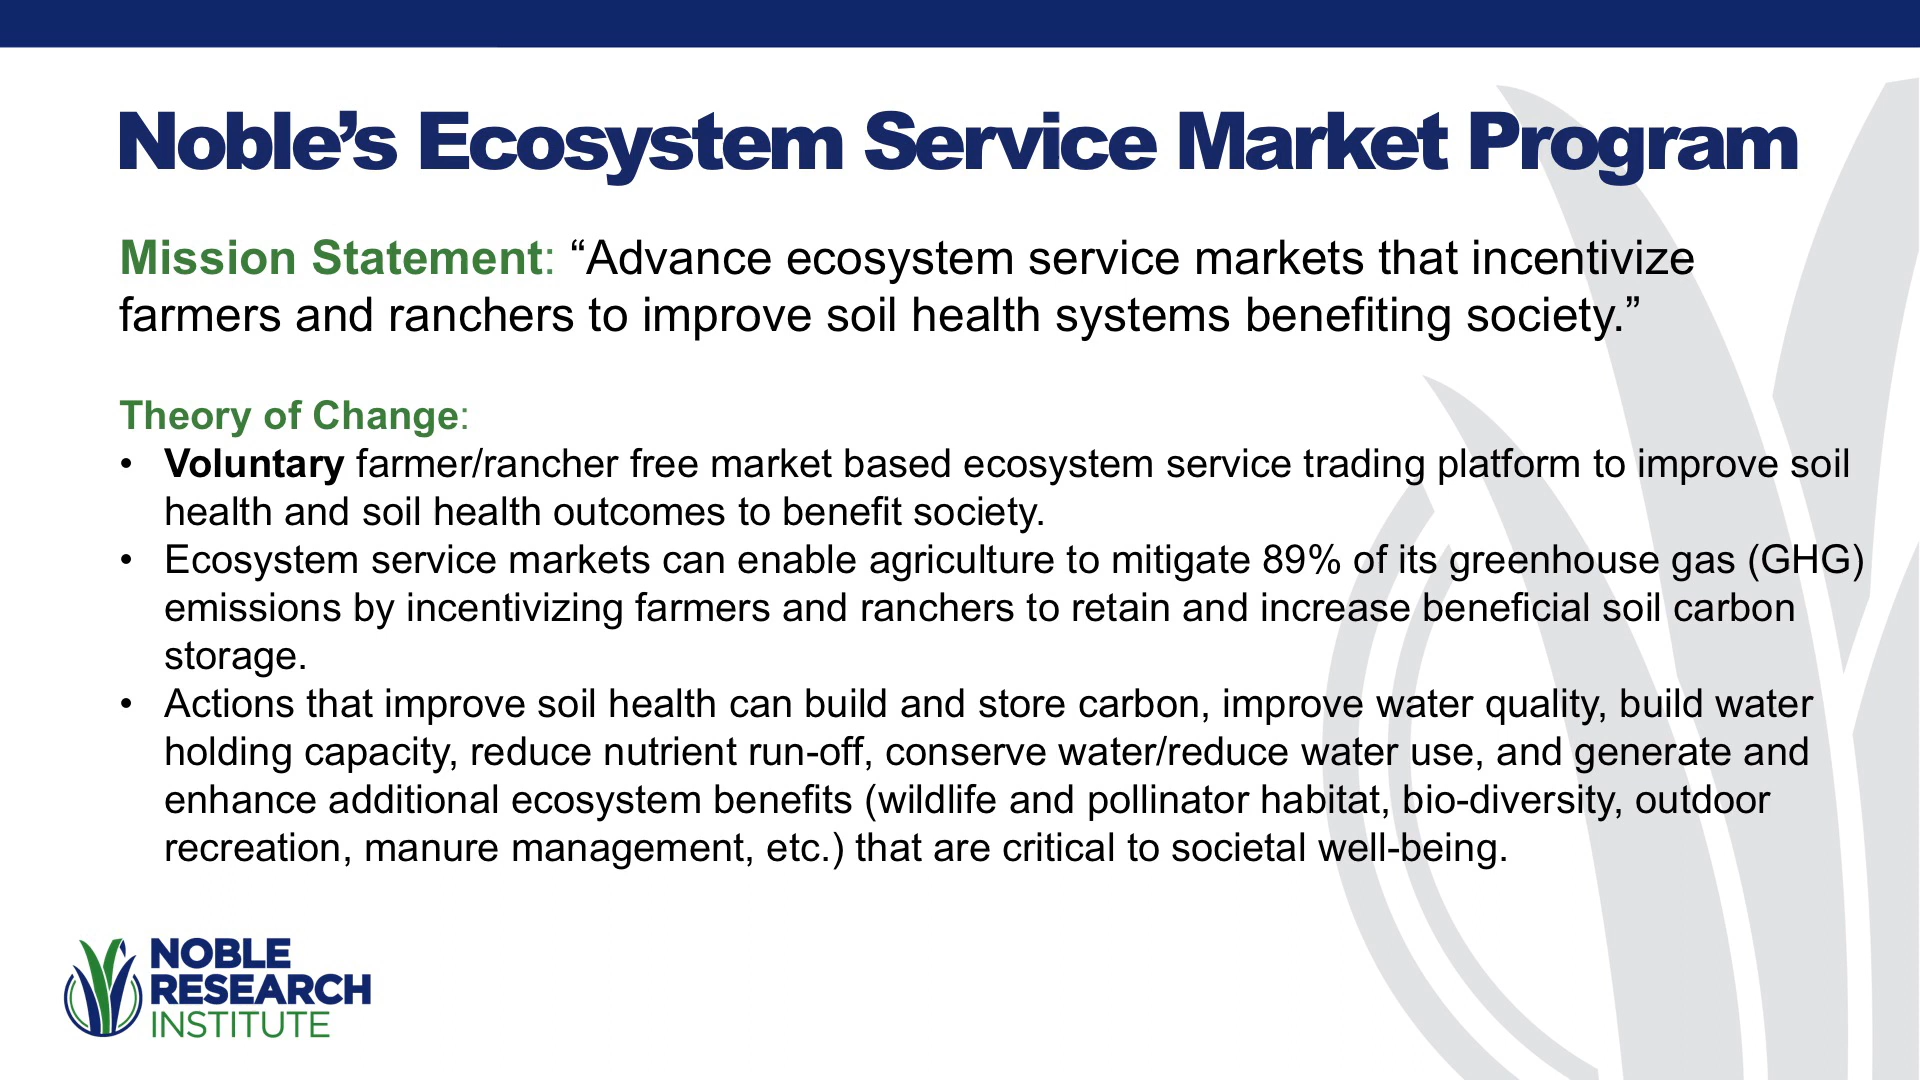 Noble’s Ecosystem Service Market Program
Mission Statement: “Advance ecosystem service markets that incentivize
farmers and ranchers to improve soil health systems benefiting society.”
Theory of Change:
• Voluntary farmer/rancher free market based ecosystem service trading platform to improve soil
health and soil health outcomes to benefit society.
• Ecosystem service markets can enable agriculture to mitigate 89% of its greenhouse gas (GHG)
emissions by incentivizing farmers and ranchers to retain and increase beneficial soil carbon
storage.
• Actions that improve soil health can build and store carbon, improve water quality, build water
holding capacity, reduce nutrient run-off, conserve water/reduce water use, and generate and
enhance additional ecosystem benefits (wildlife and pollinator habitat, bio-diversity, outdoor
recreation, manure management, etc.) that are critical to societal well-being.
NOBLE
RESEARCH
INSTITUTE